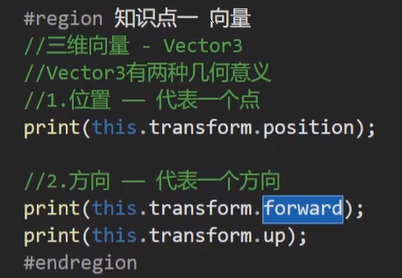 #region 知识点一 向量
//三维向量 - Vector3
//Vector3有两种几何意义
//1.位置 —— 代表一个点
print(this.transform.position);
//2.方向 —— 代表一个方向
print(this.transform.forward);
print(this.transform.up);
#endregion